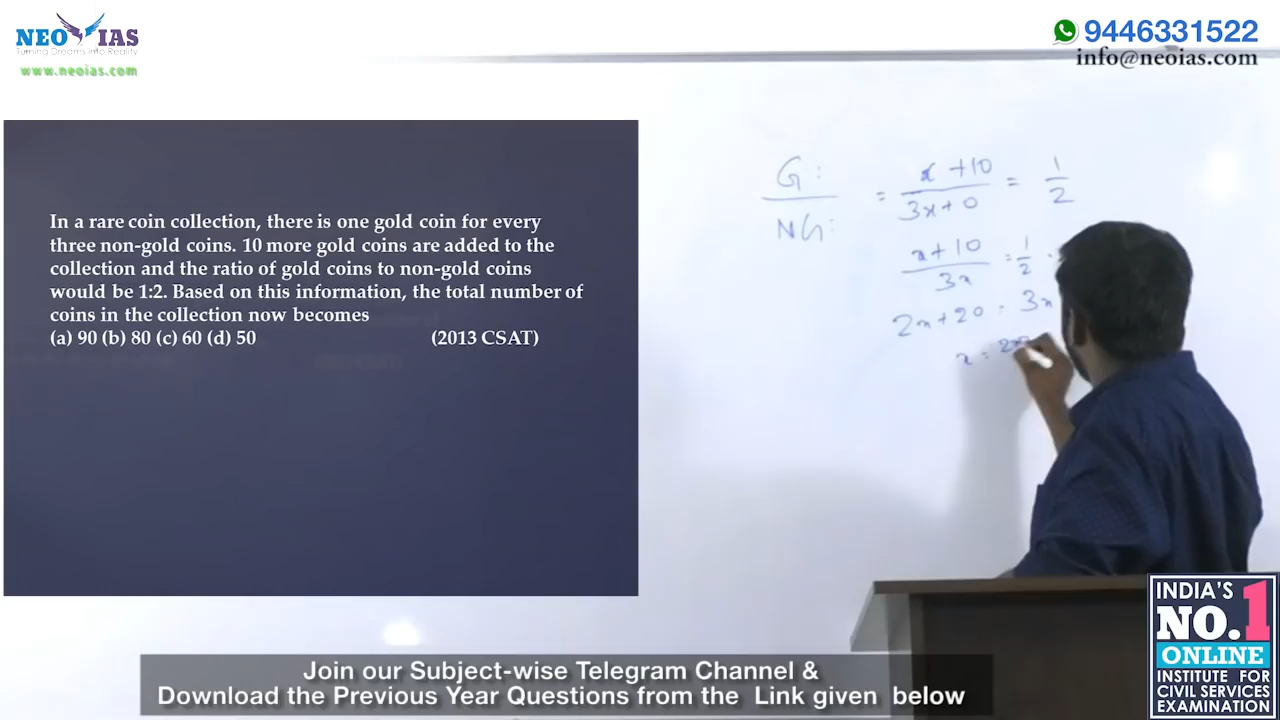 NEO IAS
Turning Dreams into Reality
www.neoias.com
9446331522
info@neoias.com
In a rare coin collection, there is one gold coin for every
three non-gold coins. 10 more gold coins are added to the
collection and the ratio of gold coins to non-gold coins
would be 1:2. Based on this information, the total number of
coins in the collection now becomes
(a) 90 (b) 80 (c) 60 (d) 50 (2013 CSAT)
G: / NG: = x + 10 / 3x + 0 = 1 / 2
x + 10 / 3x = 1 / 2
2x + 20 = 3x
x =
INDIA'S
NO.1
ONLINE
INSTITUTE FOR
CIVIL SERVICES
EXAMINATION
Join our Subject-wise Telegram Channel &
Download the Previous Year Questions from the Link given below